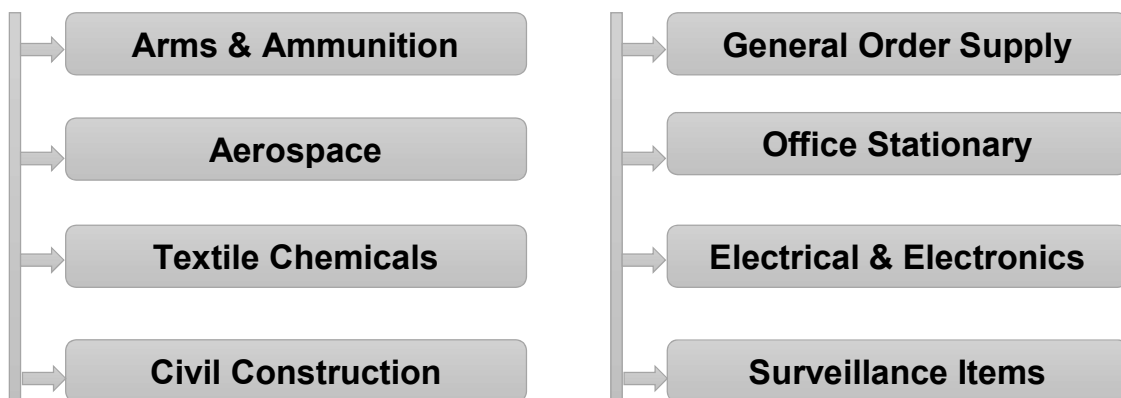 Arms & Ammunition
Aerospace
Textile Chemicals
Civil Construction
General Order Supply
Office Stationary
Electrical & Electronics
Surveillance Items